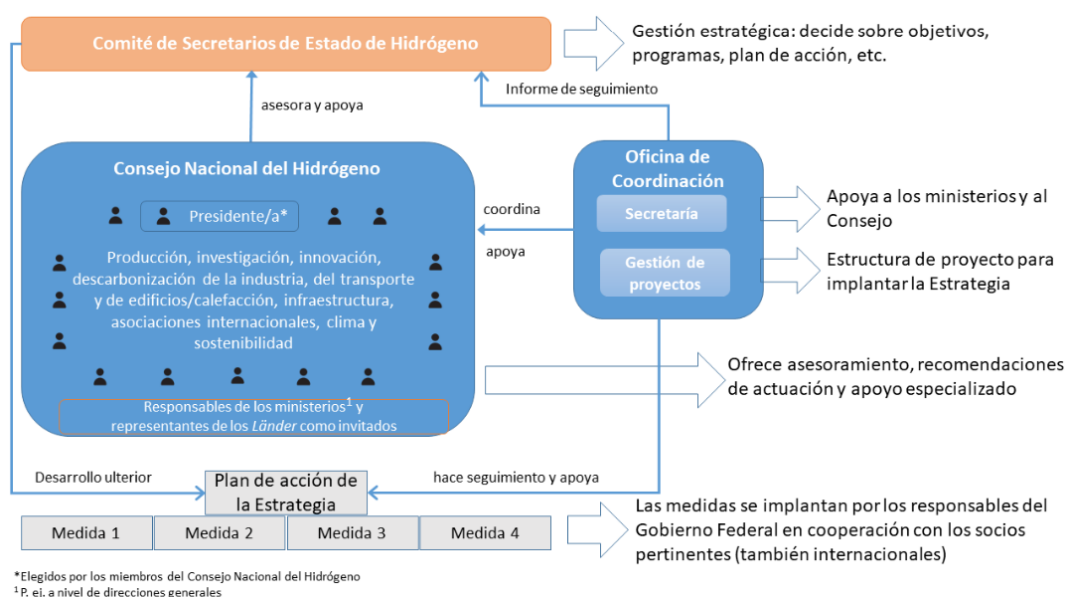 Comité de Secretarios de Estado de Hidrógeno
Gestión estratégica: decide sobre objetivos,
programas, plan de acción, etc.
asesora y apoya
Informe de seguimiento
Consejo Nacional del Hidrógeno
Presidente/a*
Producción, investigación, innovación,
descarbonización de la industria, del transporte
y de edificios/calefacción, infraestructura,
asociaciones internacionales, clima y
sostenibilidad
Responsables de los ministerios¹ y
representantes de los Länder como invitados
coordina
apoya
Oficina de
Coordinación
Secretaría
Gestión de
proyectos
Apoya a los ministerios y al
Consejo
Estructura de proyecto para
implantar la Estrategia
Ofrece asesoramiento, recomendaciones
de actuación y apoyo especializado
Desarrollo ulterior
Plan de acción de
la Estrategia
hace seguimiento y apoya
Medida 1
Medida 2
Medida 3
Medida 4
Las medidas se implantan por los responsables del
Gobierno Federal en cooperación con los socios
pertinentes (también internacionales)
*Elegidos por los miembros del Consejo Nacional del Hidrógeno
¹ P. ej. a nivel de direcciones generales